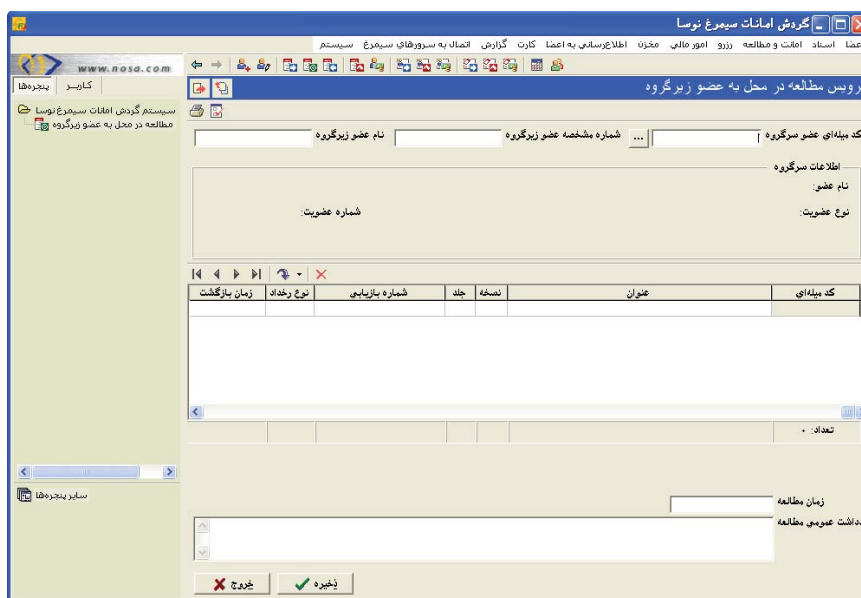 گردش امانات سیمرغ نوسا
اسناد امانت و مطالعه رزرو امور مالی مخزن اطلاع‌رسانی به اعضا کارت گزارش اتصال به سرورهای سیمرغ سیستم
www.nosa.com
کاربر پنجره‌ها
رویس مطالعه در محل به عضو زیرگروه
سیستم گردش امانات سیمرغ نوسا
مطالعه در محل به عضو زیرگروه
کد میله‌ای عضو سرگروه ... شماره مشخصه عضو زیرگروه نام عضو زیرگروه
اطلاعات سرگروه
نام عضو:
نوع عضویت: شماره عضویت:
کد میله‌ای عنوان نسخه جلد شماره بازیابی نوع رخداد زمان بازگشت
تعداد: ۰
سایر پنجره‌ها
زمان مطالعه
دداشت عمومی مطالعه
ذخیره خروج